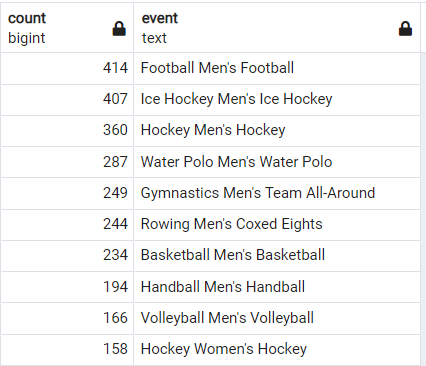 count event
bigint text
414 Football Men's Football
407 Ice Hockey Men's Ice Hockey
360 Hockey Men's Hockey
287 Water Polo Men's Water Polo
249 Gymnastics Men's Team All-Around
244 Rowing Men's Coxed Eights
234 Basketball Men's Basketball
194 Handball Men's Handball
166 Volleyball Men's Volleyball
158 Hockey Women's Hockey